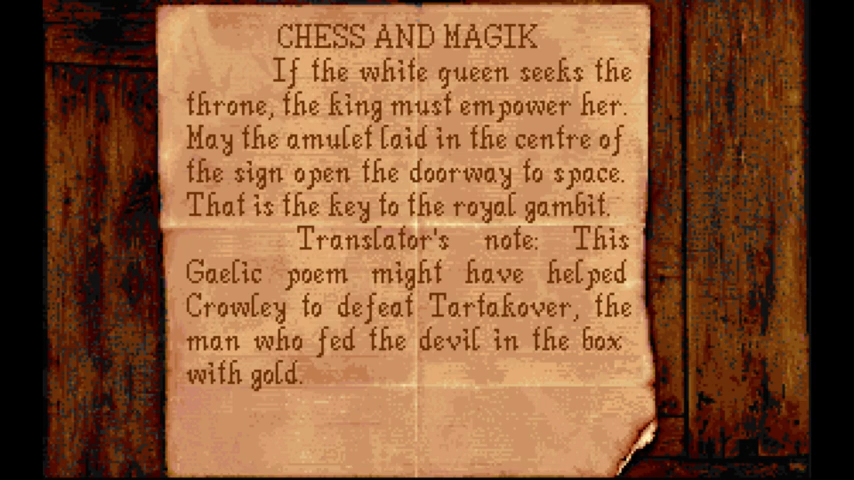 CHESS AND MAGIK
If the white queen seeks the
throne, the king must empower her.
May the amulet laid in the centre of
the sign open the doorway to space.
That is the key to the royal gambit.
Translator's note: This
Gaelic poem might have helped
Crowley to defeat Tartakover, the
man who fed the devil in the box
with gold.